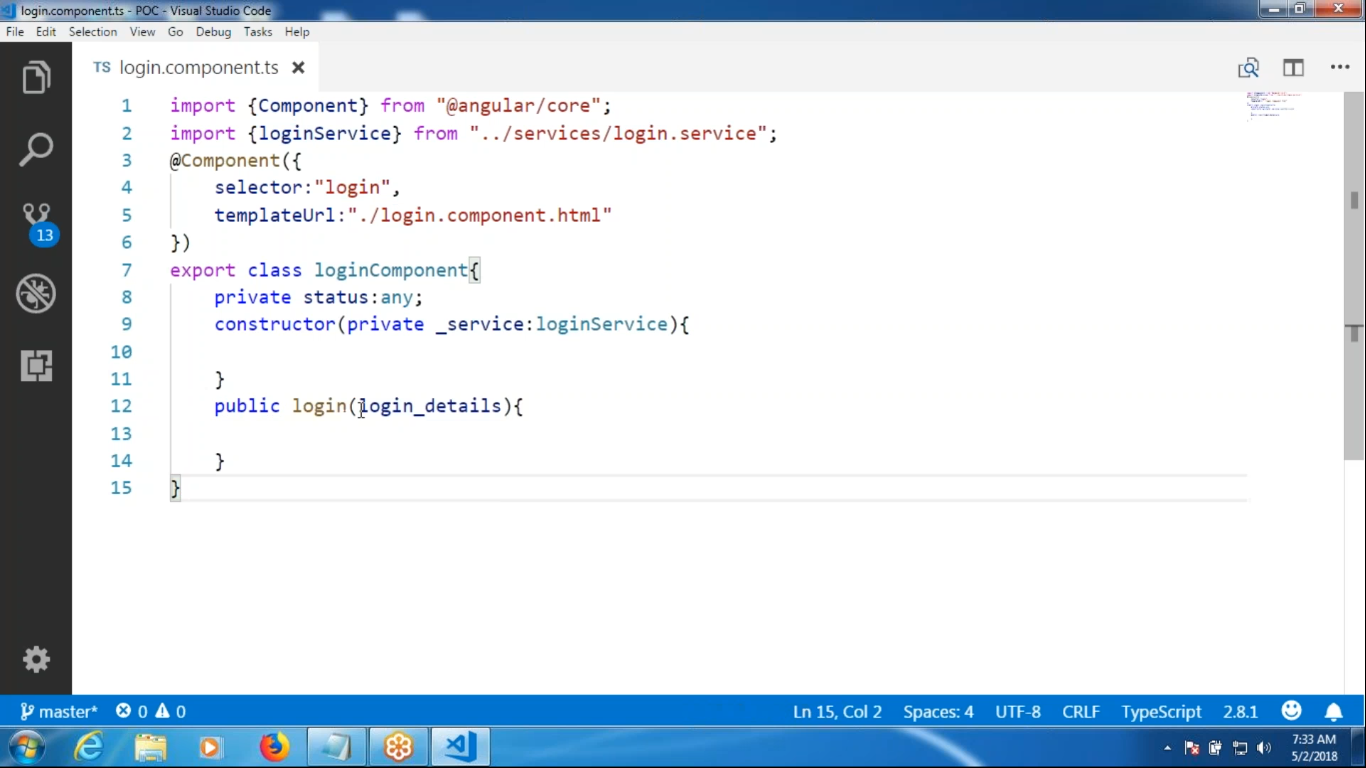 login.component.ts - POC - Visual Studio Code
File Edit Selection View Go Debug Tasks Help
TS login.component.ts
1 import {Component} from "@angular/core";
2 import {loginService} from "../services/login.service";
3 @Component({
4 selector:"login",
5 templateUrl:"./login.component.html"
6 })
7 export class loginComponent{
8 private status:any;
9 constructor(private _service:loginService){
10
11 }
12 public login(login_details){
13
14 }
15 }
13
master* 0 0 Ln 15, Col 2 Spaces: 4 UTF-8 CRLF TypeScript 2.8.1
7:33 AM
5/2/2018